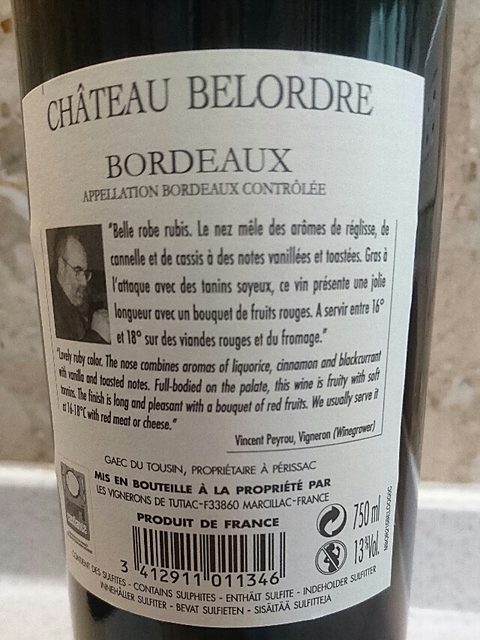 CHÂTEAU BELORDRE
BORDEAUX
APPELLATION BORDEAUX CONTRÔLÉE
"Belle robe rubis. Le nez mêle des arômes de réglisse, de
cannelle et de cassis à des notes vanillées et toastées. Gras à
l'attaque avec des tanins soyeux, ce vin présente une jolie
longueur avec un bouquet de fruits rouges. A servir entre 16°
et 18° sur des viandes rouges et du fromage."
"Lovely ruby color. The nose combines aromas of liquorice, cinnamon and blackcurrant
with vanilla and toasted notes. Full-bodied on the palate, this wine is fruity with soft
tannins. The finish is long and pleasant with a bouquet of red fruits. We usually serve it
at 16-18°C with red meat or cheese."
Vincent Peyrou, Vigneron (Winegrower)
GAEC DU TOUSIN, PROPRIÉTAIRE À PÉRISSAC
MIS EN BOUTEILLE À LA PROPRIÉTÉ PAR
LES VIGNERONS DE TUTIAC-F33860 MARCILLAC-FRANCE
PRODUIT DE FRANCE
750 ml
13%Vol.
3 412911 011346
CONTIENT DES SULFITES - CONTAINS SULPHITES - ENTHÄLT SULFITE - INDEHOLDER SULFITTER
INNEHÅLLER SULFITER - BEVAT SULFIETEN - SISÄLTÄÄ SULFITTEJA